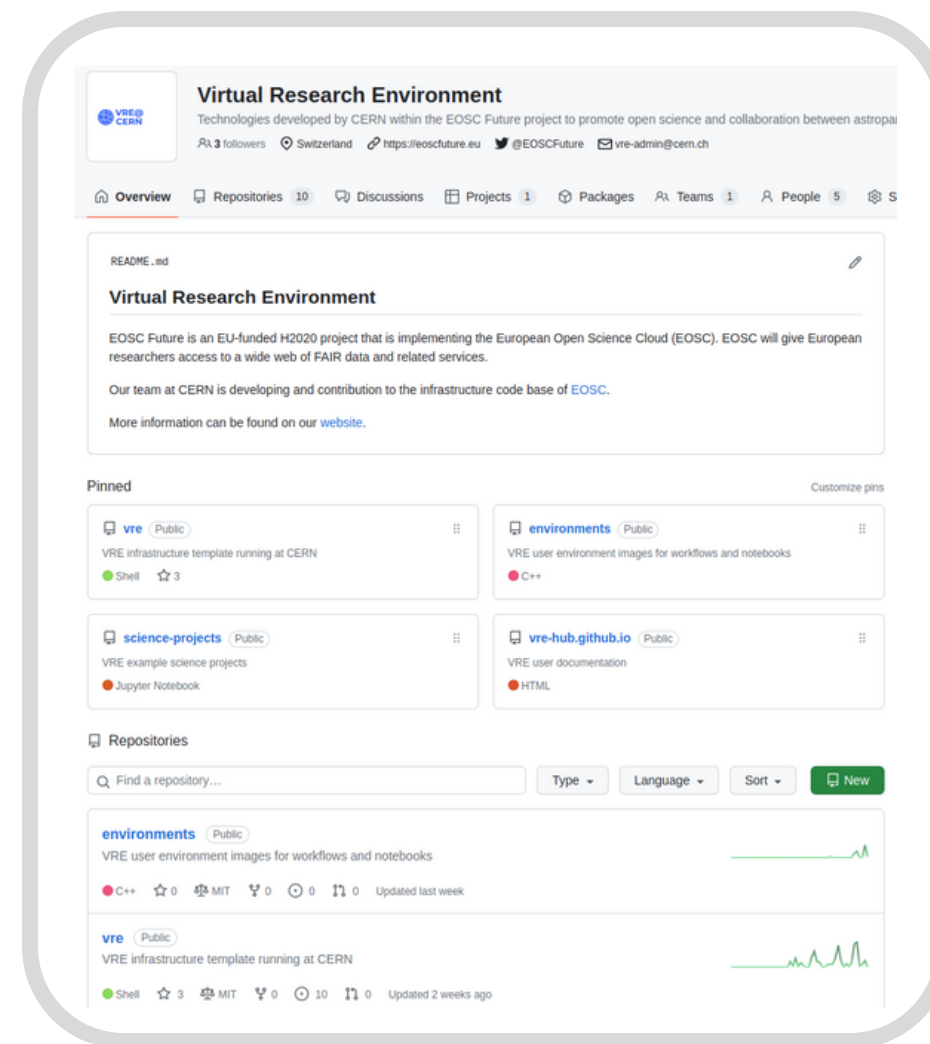 VRE@
CERN
Virtual Research Environment
Technologies developed by CERN within the EOSC Future project to promote open science and collaboration between astropar
3 followers Switzerland https://eoscfuture.eu @EOSCFuture vre-admin@cern.ch
Overview Repositories 10 Discussions Projects 1 Packages Teams 1 People 5 S
README.md
Virtual Research Environment
EOSC Future is an EU-funded H2020 project that is implementing the European Open Science Cloud (EOSC). EOSC will give European
researchers access to a wide web of FAIR data and related services.
Our team at CERN is developing and contribution to the infrastructure code base of EOSC.
More information can be found on our website.
Pinned Customize pins
vre Public
VRE infrastructure template running at CERN
Shell 3
environments Public
VRE user environment images for workflows and notebooks
C++
science-projects Public
VRE example science projects
Jupyter Notebook
vre-hub.github.io Public
VRE user documentation
HTML
Repositories
Find a repository… Type Language Sort New
environments Public
VRE user environment images for workflows and notebooks
C++ 0 MIT 0 0 0 Updated last week
vre Public
VRE infrastructure template running at CERN
Shell 3 MIT 0 10 0 Updated 2 weeks ago